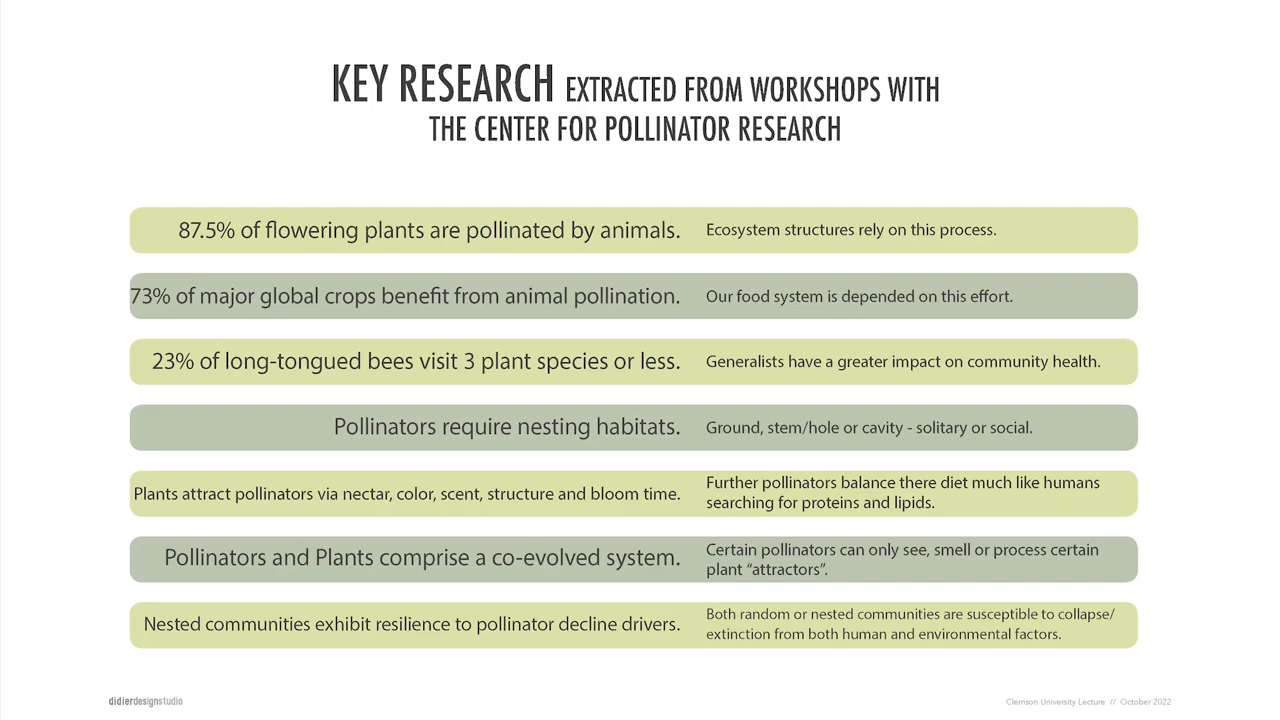 KEY RESEARCH EXTRACTED FROM WORKSHOPS WITH
THE CENTER FOR POLLINATOR RESEARCH
87.5% of flowering plants are pollinated by animals.
Ecosystem structures rely on this process.
73% of major global crops benefit from animal pollination.
Our food system is depended on this effort.
23% of long-tongued bees visit 3 plant species or less.
Generalists have a greater impact on community health.
Pollinators require nesting habitats.
Ground, stem/hole or cavity - solitary or social.
Plants attract pollinators via nectar, color, scent, structure and bloom time.
Further pollinators balance there diet much like humans
searching for proteins and lipids.
Pollinators and Plants comprise a co-evolved system.
Certain pollinators can only see, smell or process certain
plant “attractors”.
Nested communities exhibit resilience to pollinator decline drivers.
Both random or nested communities are susceptible to collapse/
extinction from both human and environmental factors.
didierdesignstudio
Clemson University Lecture // October 2022